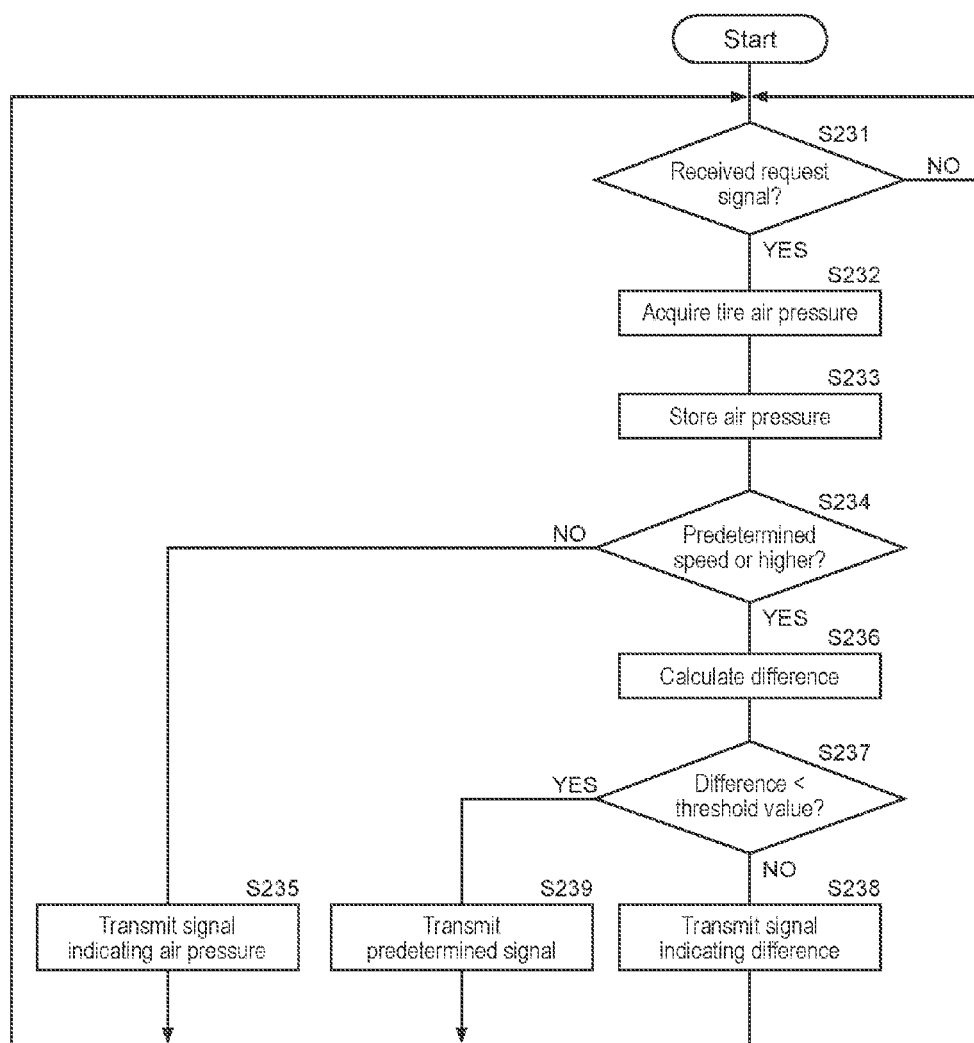 Start
S231
Received request
signal?
NO
YES
S232
Acquire tire air pressure
S233
Store air pressure
S234
NO
Predetermined
speed or higher?
YES
S236
Calculate difference
S237
YES
Difference <
threshold value?
NO
S235
S239
S238
Transmit signal
indicating air pressure
Transmit
predetermined signal
Transmit signal
indicating difference